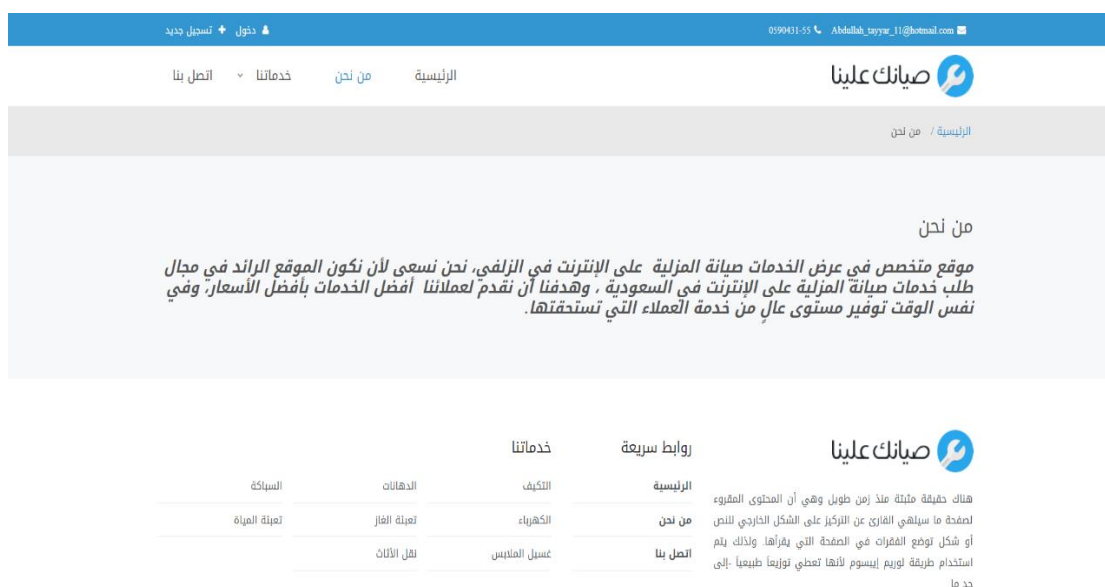 Abdullah_tayyar_11@hotmail.com 0590431-55
دخول + تسجيل جديد
صيانك علينا
الرئيسية من نحن خدماتنا اتصل بنا
الرئيسية / من نحن
من نحن
موقع متخصص في عرض الخدمات صيانة المزلية على الإنترنت في الزلفي، نحن نسعى لأن نكون الموقع الرائد في مجال
طلب خدمات صيانة المزلية على الإنترنت في السعودية ، وهدفنا أن نقدم لعملائنا أفضل الخدمات بأفضل الأسعار، وفي
نفس الوقت توفير مستوى عالٍ من خدمة العملاء التي تستحقتها.
صيانك علينا
هناك حقيقة مثبتة منذ زمن طويل وهي أن المحتوى المقروء
لصفحة ما سيلهي القارئ عن التركيز على الشكل الخارجي للنص
أو شكل توضع الفقرات في الصفحة التي يقرأها. ولذلك يتم
استخدام طريقة لوريم إيبسوم لأنها تعطي توزيعاَ طبيعياَ -إلى
حد ما
روابط سريعة
الرئيسية
من نحن
اتصل بنا
خدماتنا
التكيف الدهانات السباكة
الكهرباء تعبئة الغاز تعبئة المياة
غسيل الملابس نقل الأثاث